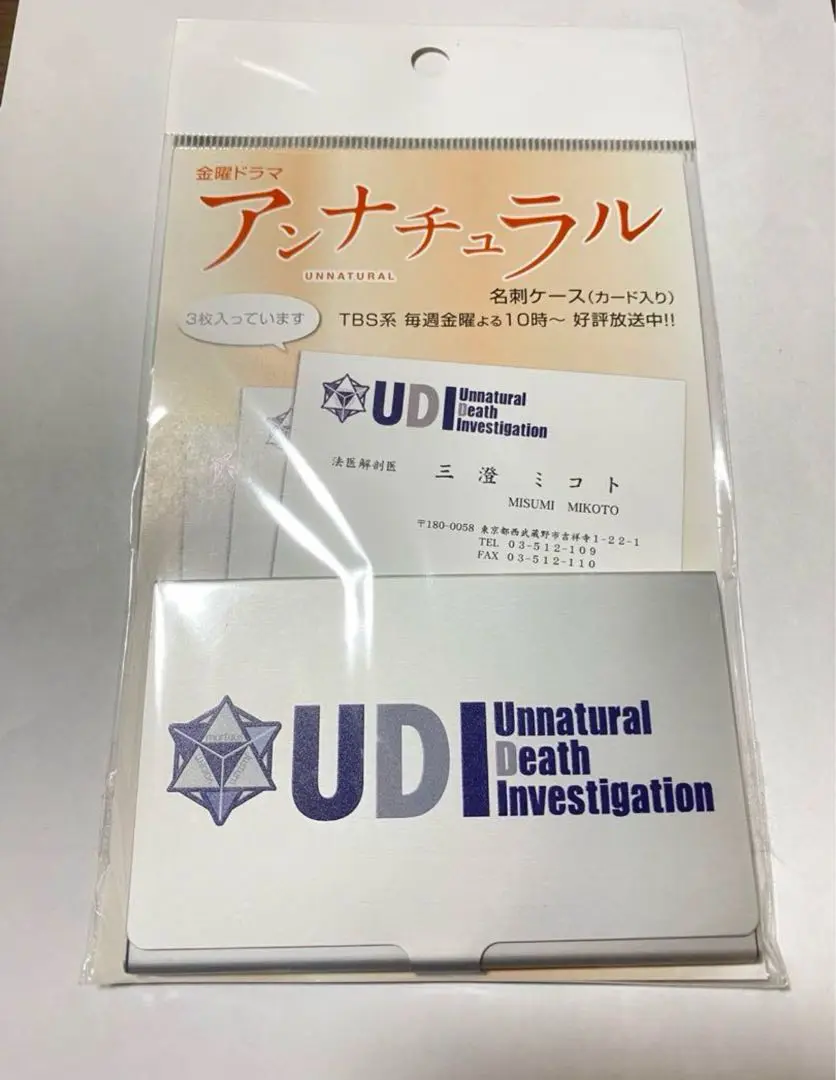 金曜ドラマ
アンナチュラル
UNNATURAL
名刺ケース(カード入り)
3枚入っています
TBS系 毎週金曜よる10時〜 好評放送中!!
UDI Unnatural
Death
Investigation
法医解剖医 三澄 ミコト
MISUMI MIKOTO
〒180-0058 東京都西武蔵野市吉祥寺1-22-1
TEL 03-512-109
FAX 03-512-110
UDI Unnatural
Death
Investigation